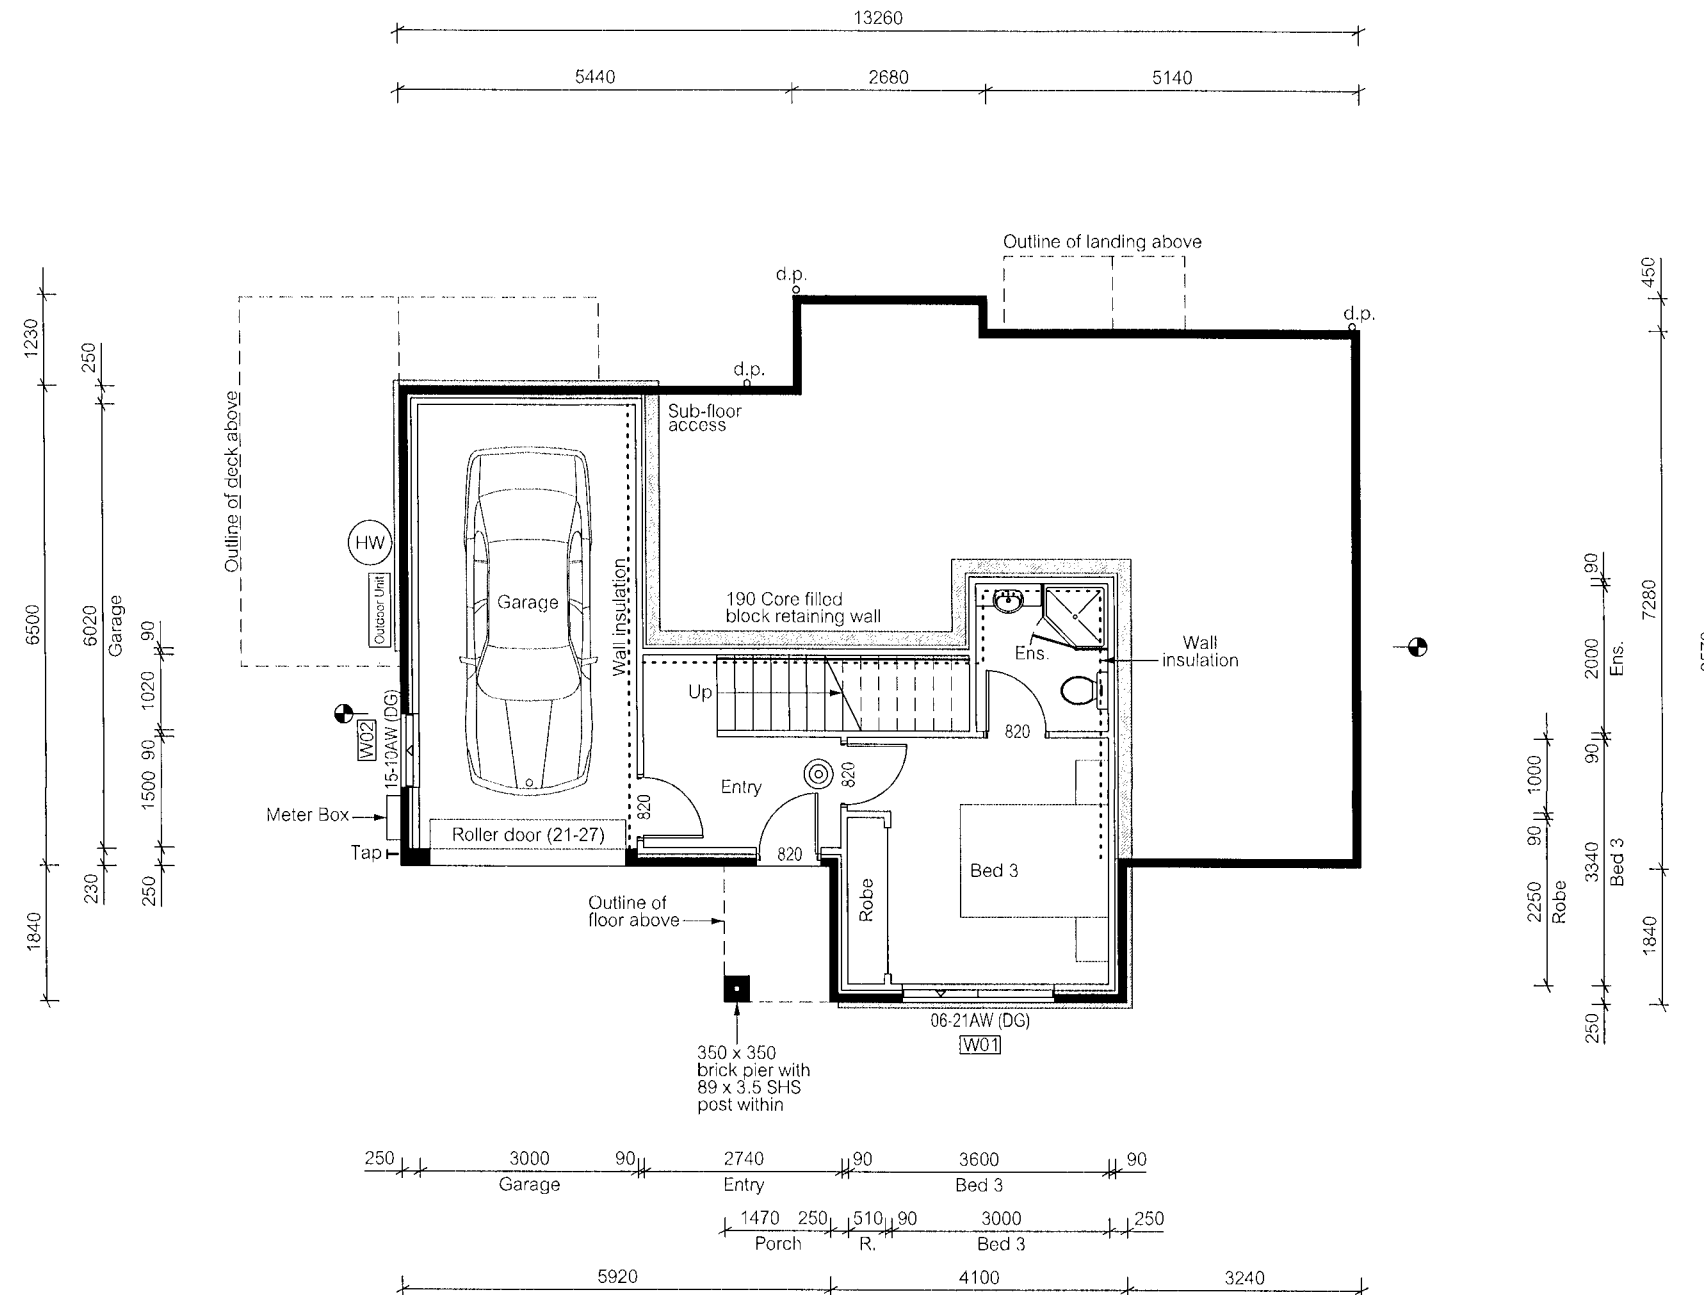 13260
5440 2680 5140
Outline of landing above
d.p.
d.p.
d.p.
450
1230
250
Outline of deck above
Sub-floor
access
HW
Outdoor Unit
Garage
Wall insulation
190 Core filled
block retaining wall
Ens.
Wall
insulation
6500
6020
Garage
90
1020
90
1500
Up
820
W02
15-10AW (DG)
Entry
820
820
Meter Box
Roller door (21-27)
Tap
820
Bed 3
Robe
230
250
1840
Outline of
floor above
06-21AW (DG)
W01
350 x 350
brick pier with
89 x 3.5 SHS
post within
90
7280
2000
Ens.
90
1000
90
3340
Bed 3
2250
Robe
1840
250
250 3000 90 2740 90 3600 90
Garage Entry Bed 3
1470 250 510 90 3000 250
Porch R. Bed 3
5920 4100 3240